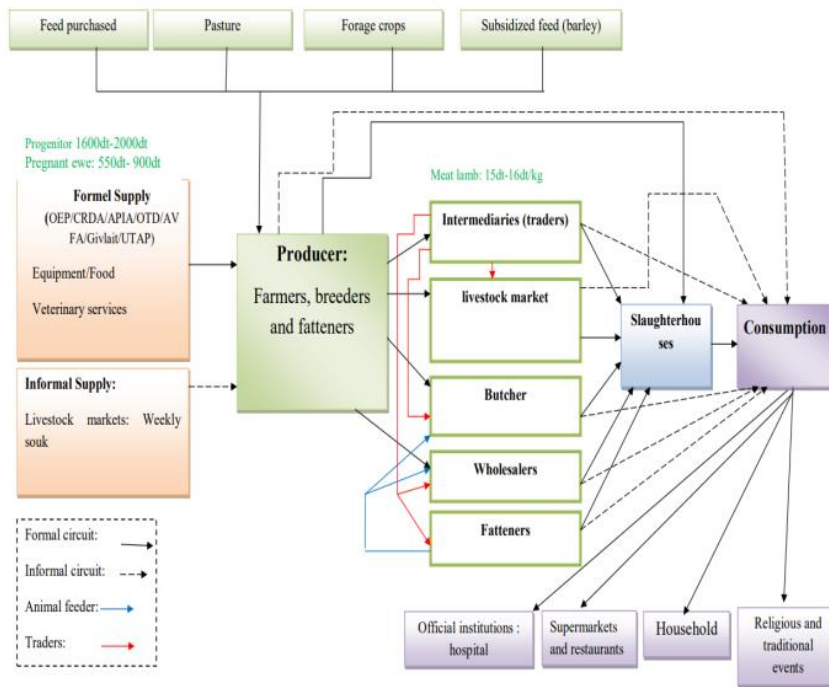 Feed purchased
Pasture
Forage crops
Subsidized feed (barley)
Progenitor 1600dt-2000dt
Pregnant ewe: 550dt- 900dt
Formel Supply
(OEP/CRDA/APIA/OTD/AV
FA/Givlait/UTAP)
Equipment/Food
Veterinary services
Informal Supply:
Livestock markets: Weekly
souk
Producer:
Farmers, breeders
and fatteners
Meat lamb: 15dt-16dt/kg
Intermediaries (traders)
livestock market
Butcher
Wholesalers
Fatteners
Slaughterhou
ses
Consumption
Formal circuit:
Informal circuit:
Animal feeder:
Traders:
Official institutions :
hospital
Supermarkets
and restaurants
Household
Religious and
traditional
events